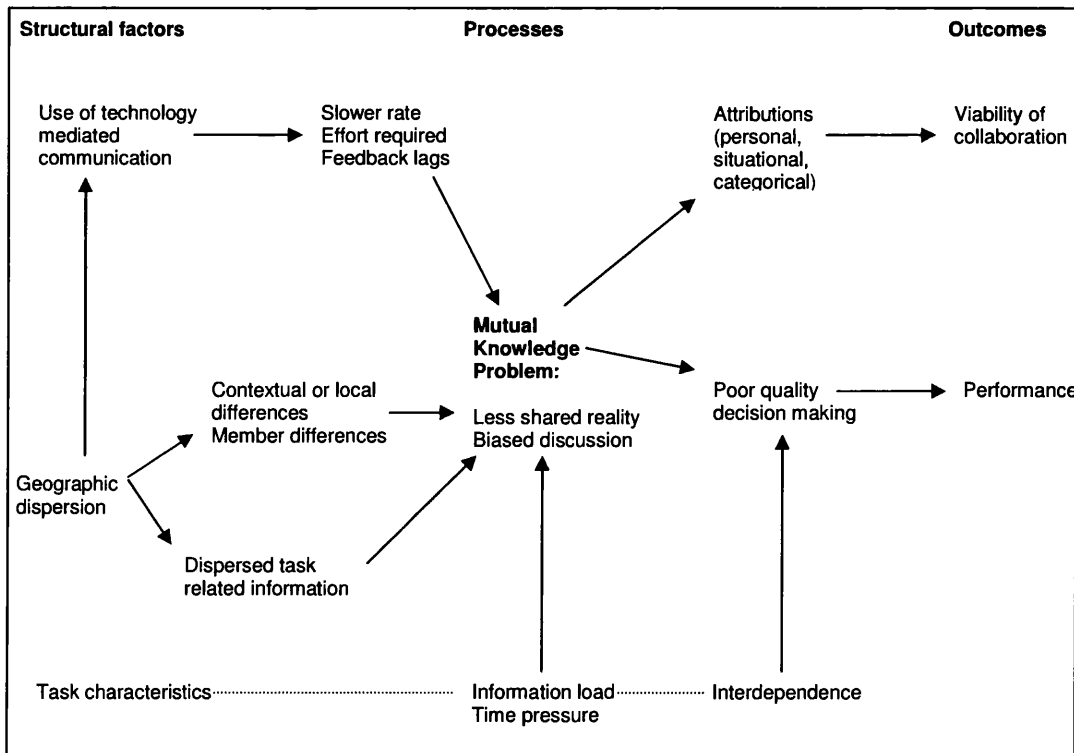 Structural factors
Processes
Outcomes
Use of technology
mediated
communication
Slower rate
Effort required
Feedback lags
Attributions
(personal,
situational,
categorical)
Viability of
collaboration
Mutual
Knowledge
Problem:
Less shared reality
Biased discussion
Contextual or local
differences
Member differences
Poor quality
decision making
Performance
Geographic
dispersion
Dispersed task
related information
Task characteristics
Information load
Time pressure
Interdependence